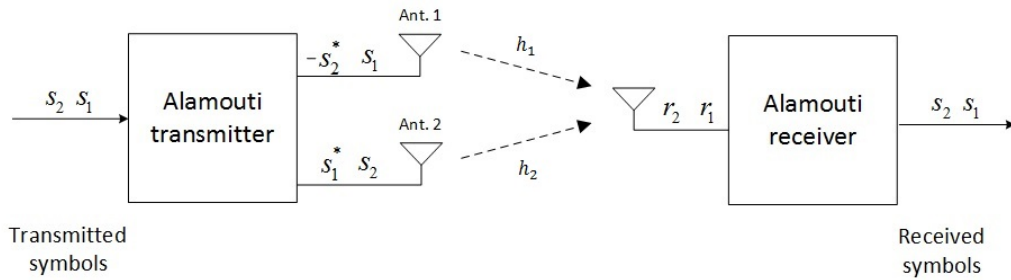 Ant. 1
-s₂* s₁
h₁
s₂ s₁
Alamouti
transmitter
r₂ r₁
Alamouti
receiver
s₂ s₁
Ant. 2
s₁* s₂
h₂
Transmitted
symbols
Received
symbols